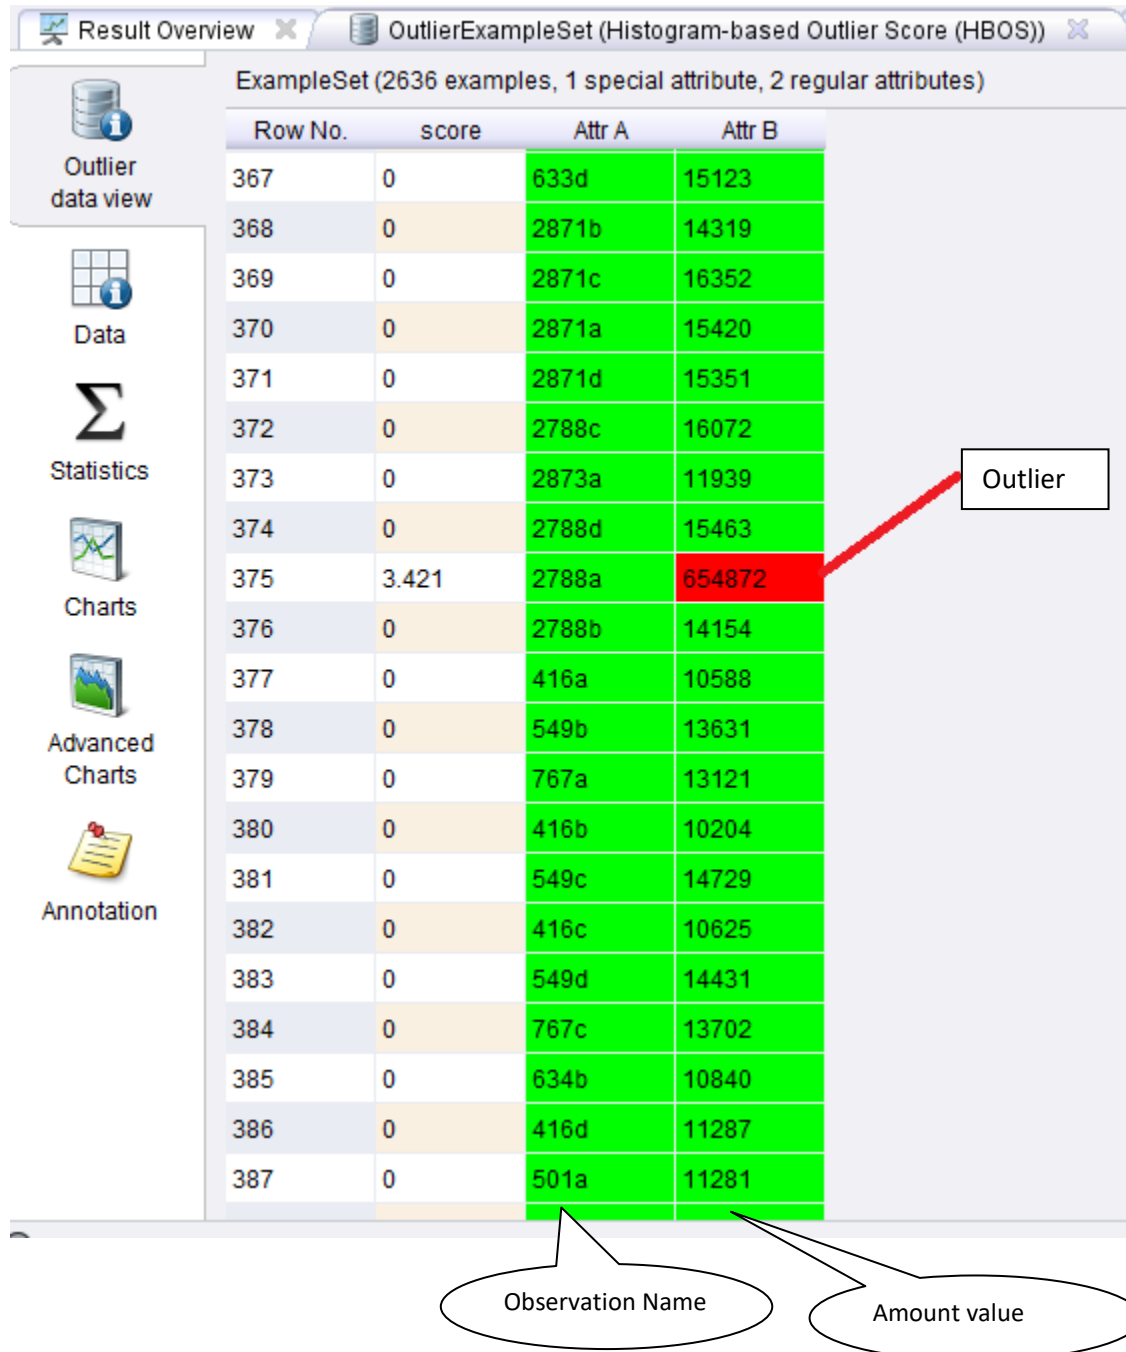 Result Overview OutlierExampleSet (Histogram-based Outlier Score (HBOS))
ExampleSet (2636 examples, 1 special attribute, 2 regular attributes)
Outlier
data view
Data
Statistics
Charts
Advanced
Charts
Annotation
Row No. score Attr A Attr B
367 0 633d 15123
368 0 2871b 14319
369 0 2871c 16352
370 0 2871a 15420
371 0 2871d 15351
372 0 2788c 16072
373 0 2873a 11939
374 0 2788d 15463
375 3.421 2788a 654872
376 0 2788b 14154
377 0 416a 10588
378 0 549b 13631
379 0 767a 13121
380 0 416b 10204
381 0 549c 14729
382 0 416c 10625
383 0 549d 14431
384 0 767c 13702
385 0 634b 10840
386 0 416d 11287
387 0 501a 11281
Outlier
Observation Name
Amount value